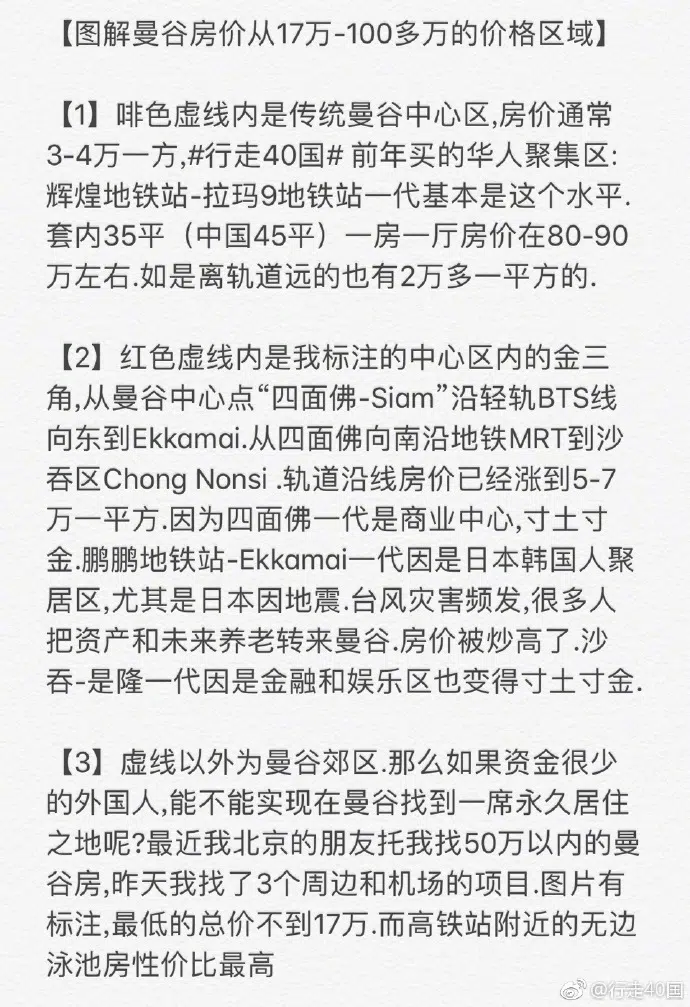 【图解曼谷房价从17万-100多万的价格区域】
【1】啡色虚线内是传统曼谷中心区,房价通常
3-4万一方,#行走40国# 前年买的华人聚集区:
辉煌地铁站-拉玛9地铁站一代基本是这个水平.
套内35平（中国45平）一房一厅房价在80-90
万左右.如是离轨道远的也有2万多一平方的.
【2】红色虚线内是我标注的中心区内的金三
角,从曼谷中心点“四面佛-Siam”沿轻轨BTS线
向东到Ekkamai.从四面佛向南沿地铁MRT到沙
吞区Chong Nonsi .轨道沿线房价已经涨到5-7
万一平方.因为四面佛一代是商业中心,寸土寸
金.鹏鹏地铁站-Ekkamai一代因是日本韩国人聚
居区,尤其是日本因地震.台风灾害频发,很多人
把资产和未来养老转来曼谷.房价被炒高了.沙
吞-是隆一代因是金融和娱乐区也变得寸土寸金.
【3】虚线以外为曼谷郊区.那么如果资金很少
的外国人,能不能实现在曼谷找到一席永久居住
之地呢?最近我北京的朋友托我找50万以内的曼
谷房,昨天我找了3个周边和机场的项目.图片有
标注,最低的总价不到17万.而高铁站附近的无边
泳池房性价比最高
@行走40国